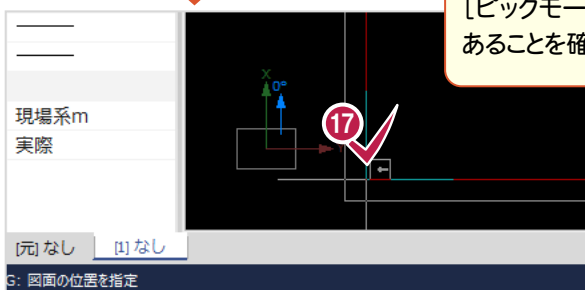 [ピックモー
あることを確
X
0°
17
現場系m
実際
[元] なし
[1] なし
G: 図面の位置を指定